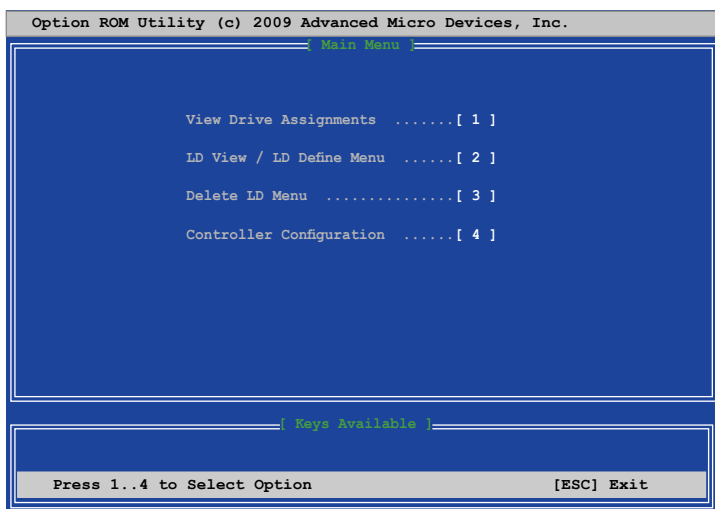 Option ROM Utility (c) 2009 Advanced Micro Devices, Inc.
[ Main Menu ]
View Drive Assignments .......[ 1 ]
LD View / LD Define Menu ......[ 2 ]
Delete LD Menu ...............[ 3 ]
Controller Configuration ......[ 4 ]
[ Keys Available ]
Press 1..4 to Select Option [ESC] Exit